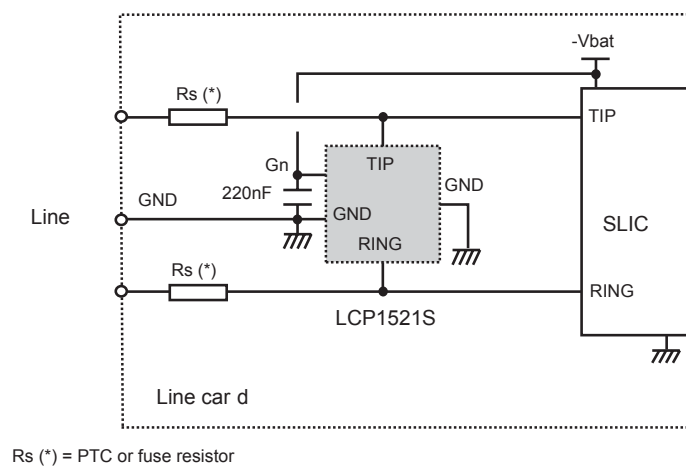 -Vbat
Rs (*)
TIP
Gn
TIP
220nF
GND
GND
GND
Line
SLIC
RING
Rs (*)
RING
LCP1521S
Line car d
Rs (*) = PTC or fuse resistor